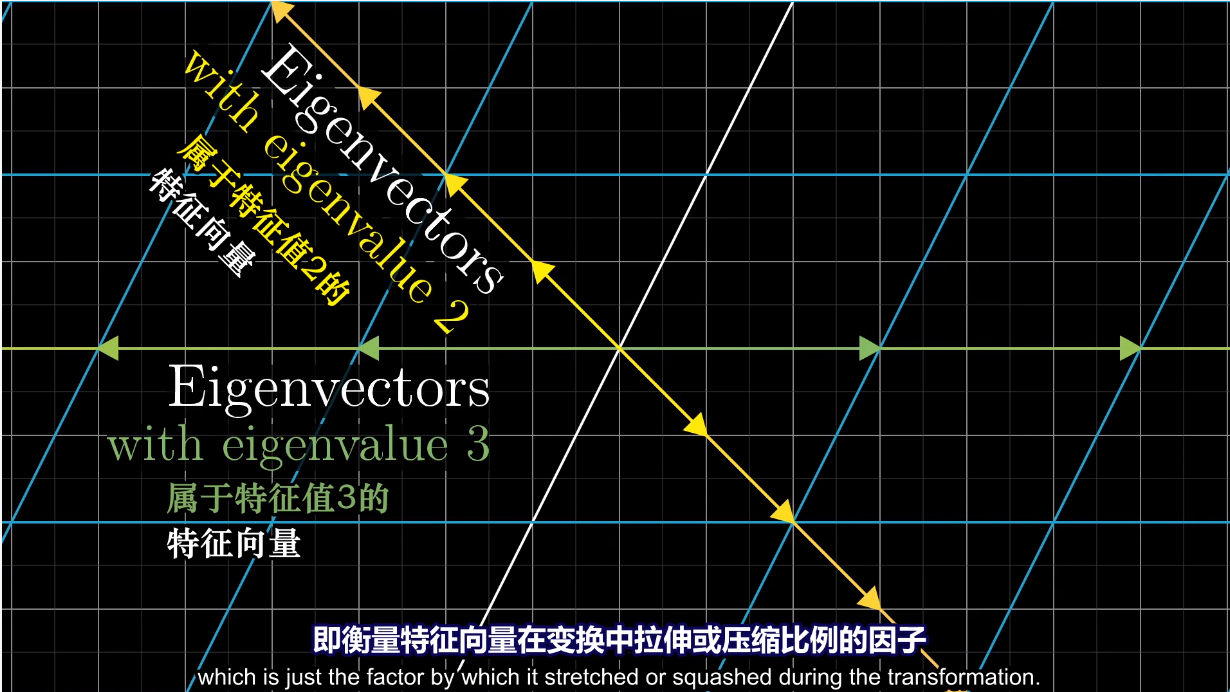 Eigenvectors
with eigenvalue 2
属于特征值2的
特征向量
Eigenvectors
with eigenvalue 3
属于特征值3的
特征向量
即衡量特征向量在变换中拉伸或压缩比例的因子
which is just the factor by which it stretched or squashed during the transformation.